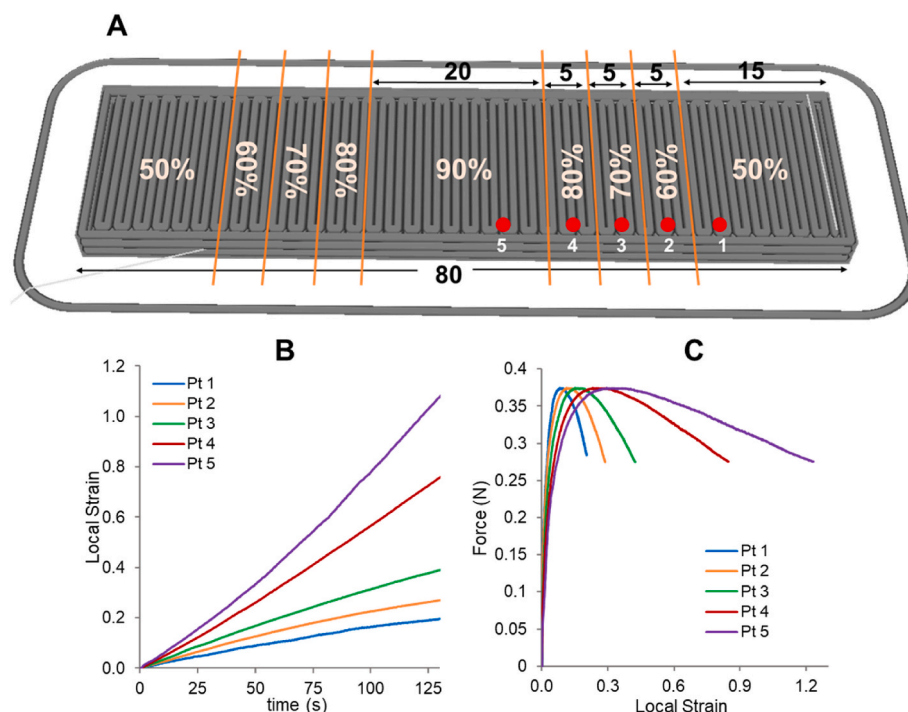 A
20
5
5
5
15
50%
60%
70%
80%
90%
80%
70%
60%
50%
5
4
3
2
1
80
B
C
1.2
1.0
0.8
0.6
0.4
0.2
0.0
Local Strain
Pt 1
Pt 2
Pt 3
Pt 4
Pt 5
0
25
50
75
100
125
time (s)
0.4
0.35
0.3
0.25
0.2
0.15
0.1
0.05
0
Force (N)
Pt 1
Pt 2
Pt 3
Pt 4
Pt 5
0.0
0.3
0.6
0.9
1.2
Local Strain